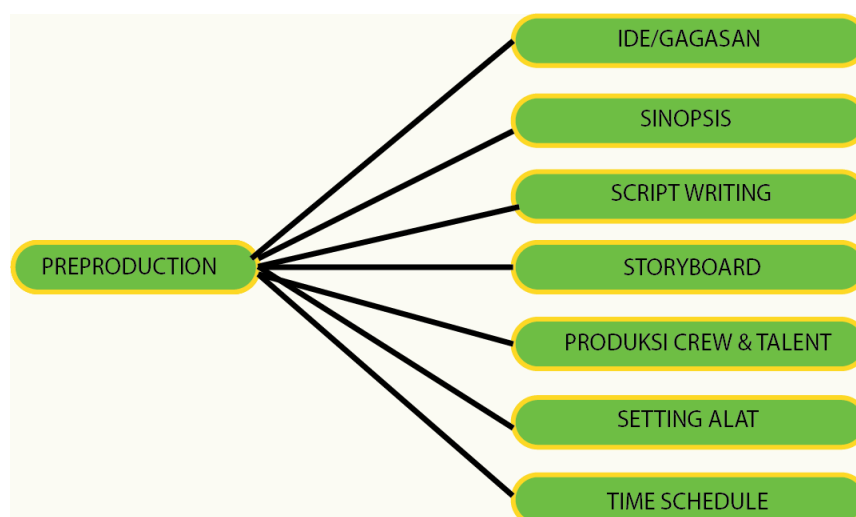 IDE/GAGASAN
SINOPSIS
SCRIPT WRITING
PREPRODUCTION
STORYBOARD
PRODUKSI CREW & TALENT
SETTING ALAT
TIME SCHEDULE